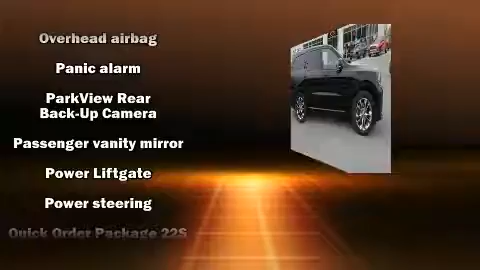 Overhead airbag
Panic alarm
ParkView Rear
Back-Up Camera
Passenger vanity mirror
Power Liftgate
Power steering
Quick Order Package 22S